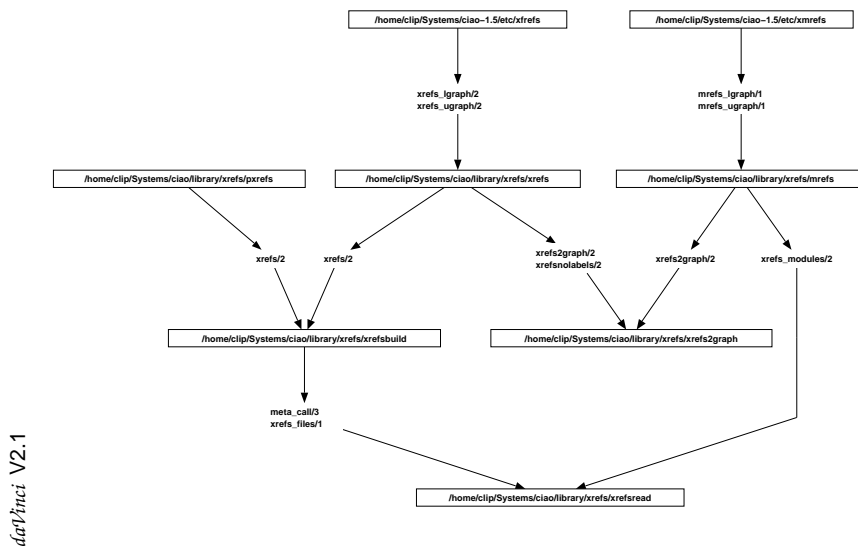 /home/clip/Systems/ciao–1.5/etc/xfrefs
/home/clip/Systems/ciao–1.5/etc/xmrefs
xrefs_lgraph/2
xrefs_ugraph/2
mrefs_lgraph/1
mrefs_ugraph/1
/home/clip/Systems/ciao/library/xrefs/pxrefs
/home/clip/Systems/ciao/library/xrefs/xrefs
/home/clip/Systems/ciao/library/xrefs/mrefs
xrefs/2
xrefs/2
xrefs2graph/2
xrefsnolabels/2
xrefs2graph/2
xrefs_modules/2
/home/clip/Systems/ciao/library/xrefs/xrefsbuild
/home/clip/Systems/ciao/library/xrefs/xrefs2graph
meta_call/3
xrefs_files/1
/home/clip/Systems/ciao/library/xrefs/xrefsread
daVinci V2.1